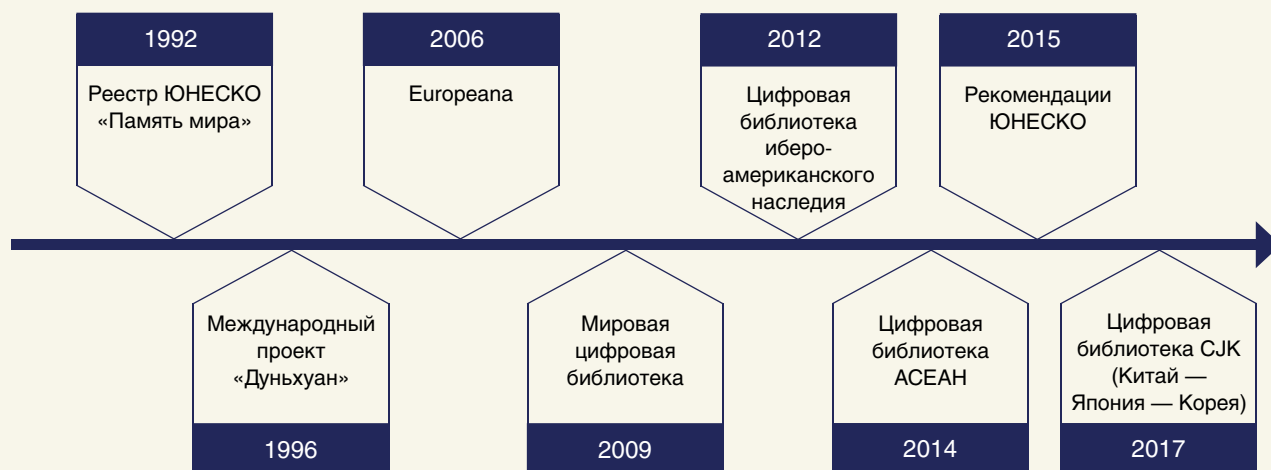 1992
Реестр ЮНЕСКО
«Память мира»
2006
Europeana
2012
Цифровая
библиотека
иберо-
американского
наследия
2015
Рекомендации
ЮНЕСКО
Международный
проект
«Дуньхуан»
1996
Мировая
цифровая
библиотека
2009
Цифровая
библиотека
АСЕАН
2014
Цифровая
библиотека CJK
(Китай —
Япония — Корея)
2017